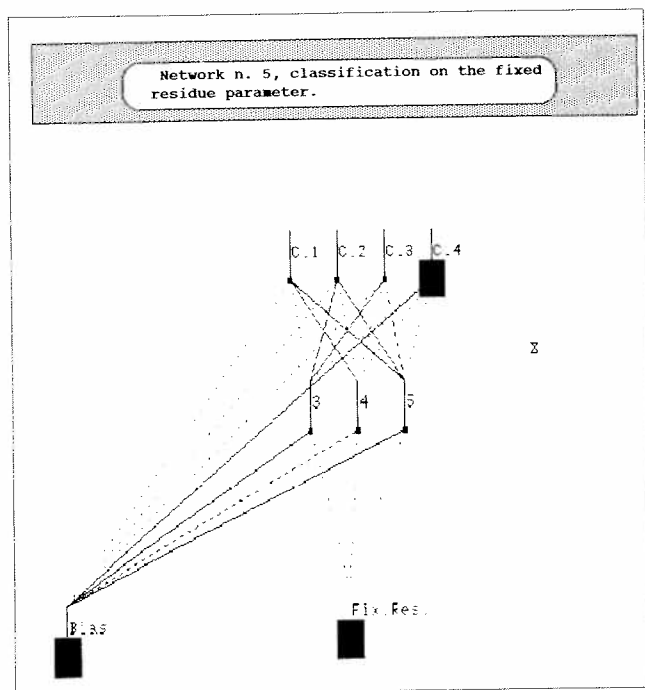 Network n. 5, classification on the fixed
residue parameter.
C.1 C.2 C.3 C.4
3 4 5
Fix.Res.
Bias